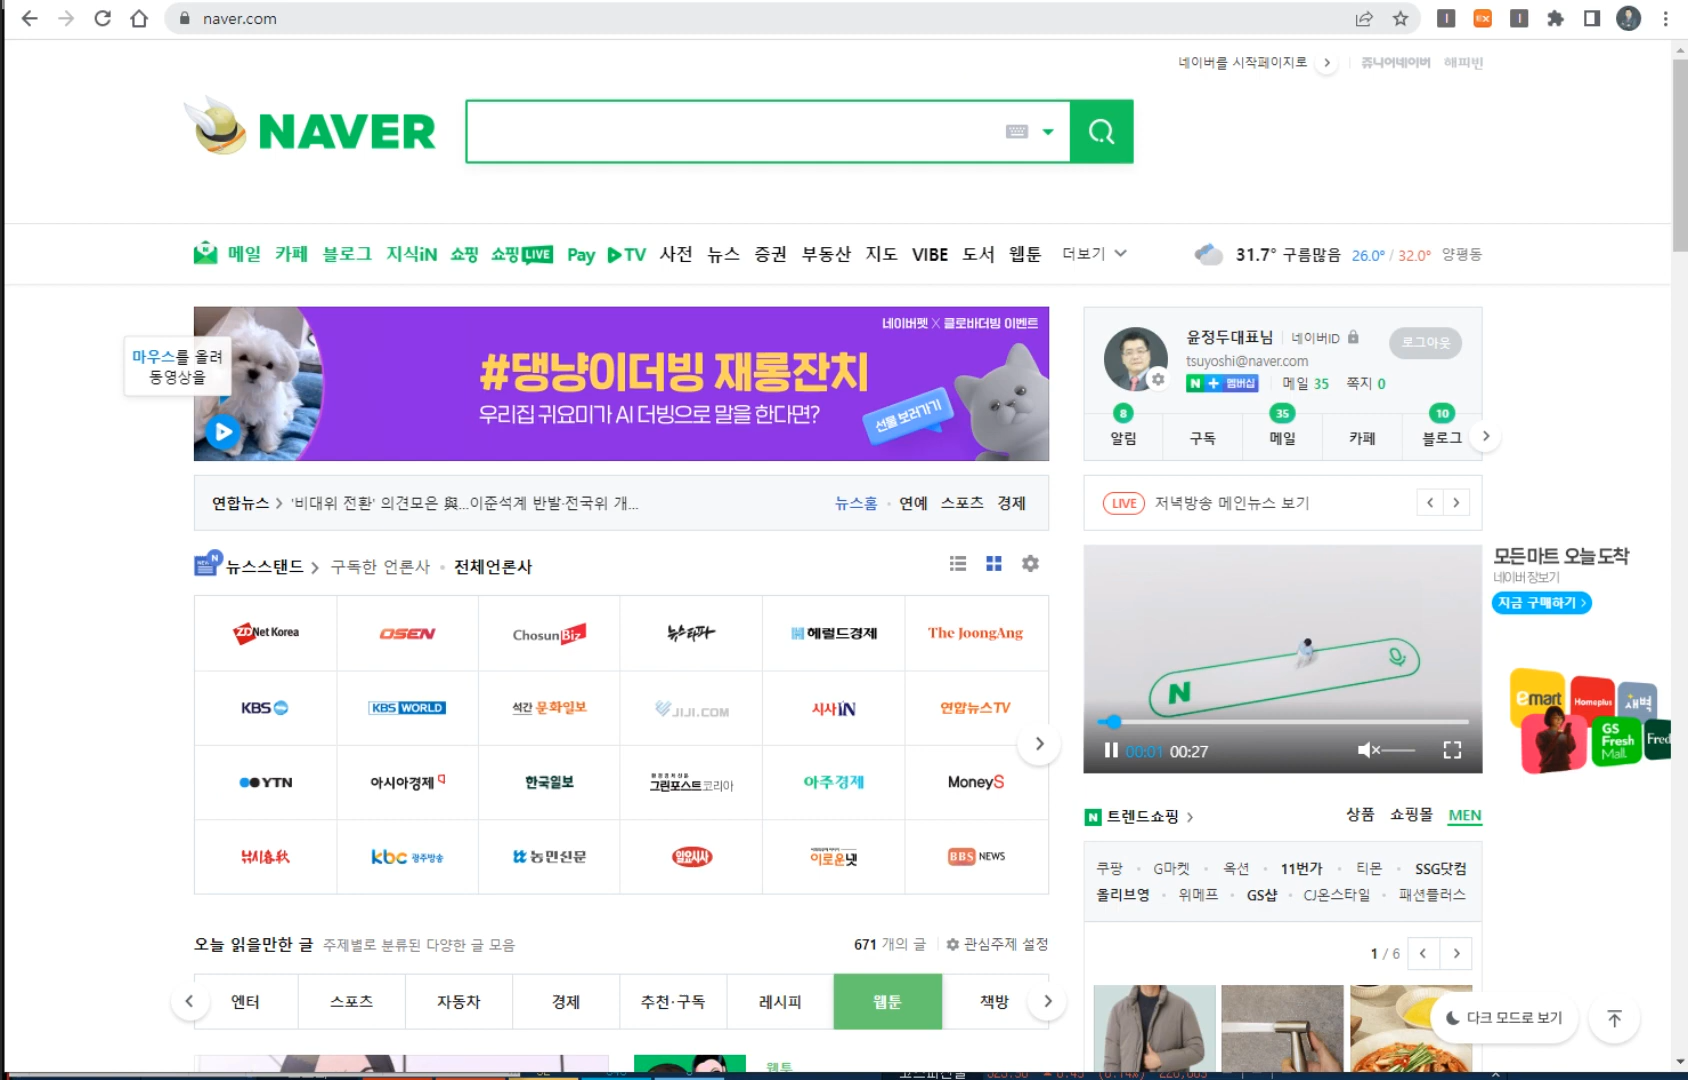 naver.com
네이버를 시작페이지로
쥬니어네이버 해피빈
NAVER
메일 카페 블로그 지식iN 쇼핑 쇼핑LIVE Pay TV 사전 뉴스 증권 부동산 지도 VIBE 도서 웹툰 더보기
31.7° 구름많음 26.0° / 32.0° 양평동
마우스를 올려
동영상을
네이버펫 X 클로바더빙 이벤트
#댕냥이더빙 재롱잔치
우리집 귀요미가 AI 더빙으로 말을 한다면?
선물 보러가기
윤정두대표님 네이버ID
로그아웃
tsuyoshi@naver.com
N + 멤버십 메일 35 쪽지 0
8 35 10
알림 구독 메일 카페 블로그
연합뉴스 > '비대위 전환' 의견모은 與...이준석계 반발·전국위 개...
뉴스홈 · 연예 스포츠 경제
LIVE 저녁방송 메인뉴스 보기
뉴스스탠드 > 구독한 언론사 · 전체언론사
ZDNet Korea OSEN ChosunBiz 뉴스타파 헤럴드경제 The JoongAng
KBS KBS WORLD 석간 문화일보 JIJI.COM 시사IN 연합뉴스TV
YTN 아시아경제 한국일보 그린포스트코리아 아주경제 MoneyS
낚시春秋 kbc 광주방송 농민신문 일요시사 이로운넷 BBS NEWS
모든마트 오늘도착
네이버장보기
지금 구매하기 >
N
00:01 00:27
emart Homeplus 새벽
GS Fresh Mall Fred
N 트렌드쇼핑 > 상품 쇼핑몰 MEN
쿠팡 · G마켓 · 옥션 · 11번가 · 티몬 · SSG닷컴
올리브영 · 위메프 · GS샵 · CJ온스타일 · 패션플러스
오늘 읽을만한 글 주제별로 분류된 다양한 글 모음
671 개의 글 관심주제 설정
1 / 6
엔터 스포츠 자동차 경제 추천·구독 레시피 웹툰 책방
다크 모드로 보기
웹툰